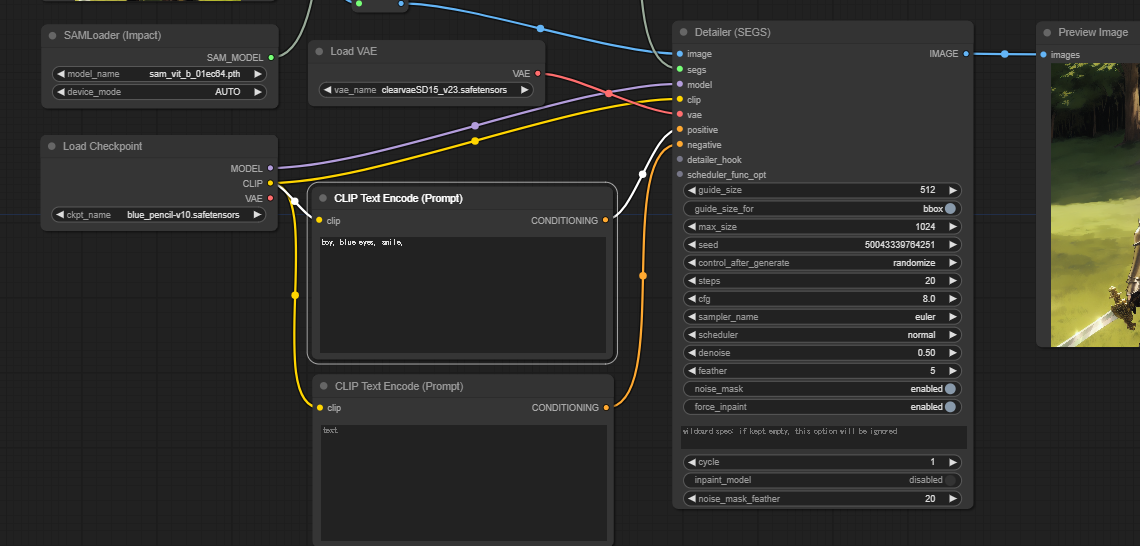 SAMLoader (Impact)
SAM_MODEL
model_name sam_vit_b_01ec64.pth
device_mode AUTO
Load VAE
VAE
vae_name clearvaeSD15_v23.safetensors
Load Checkpoint
MODEL
CLIP
VAE
ckpt_name blue_pencil-v10.safetensors
CLIP Text Encode (Prompt)
clip CONDITIONING
boy, blue eyes, smile,
CLIP Text Encode (Prompt)
clip CONDITIONING
text
Detailer (SEGS)
image IMAGE
segs
model
clip
vae
positive
negative
detailer_hook
scheduler_func_opt
guide_size 512
guide_size_for bbox
max_size 1024
seed 50043339764251
control_after_generate randomize
steps 20
cfg 8.0
sampler_name euler
scheduler normal
denoise 0.50
feather 5
noise_mask enabled
force_inpaint enabled
wildcard spec: if kept empty, this option will be ignored
cycle 1
inpaint_model disabled
noise_mask_feather 20
Preview Image
images